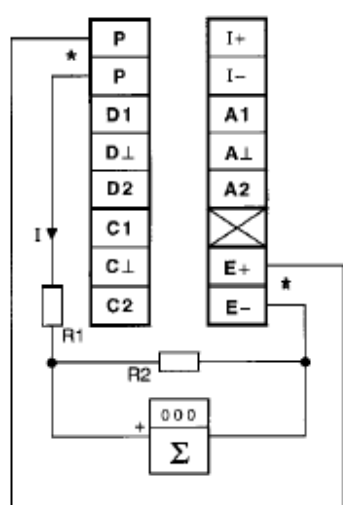 P
*
P
D1
D⊥
D2
C1
C⊥
C2
I+
I-
A1
A⊥
A2
E+
*
E-
I
R1
R2
+
000
Σ